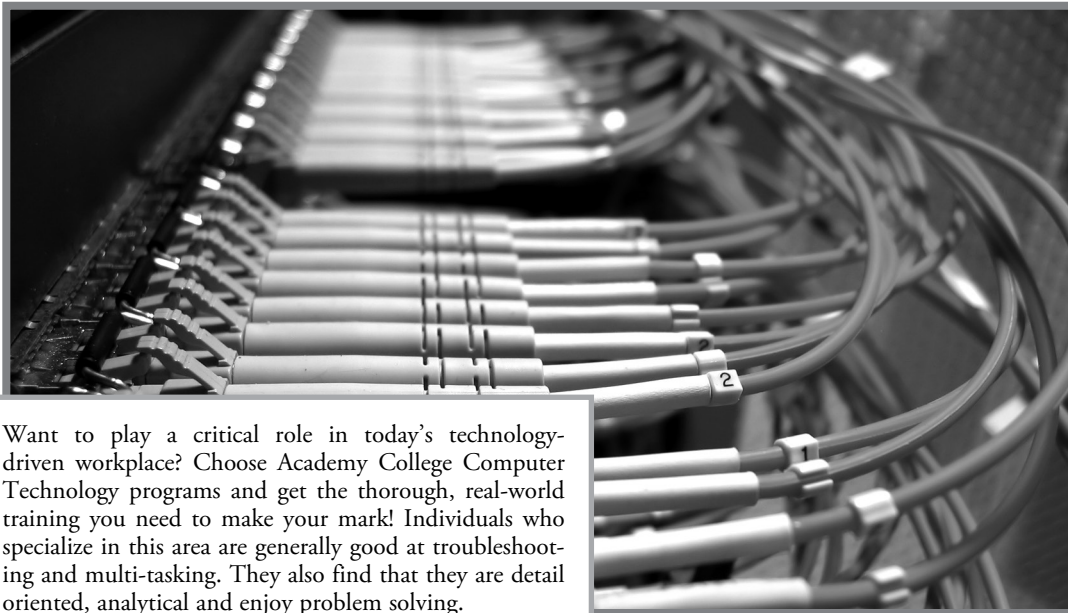 2
2
1
Want to play a critical role in today's technology-
driven workplace? Choose Academy College Computer
Technology programs and get the thorough, real-world
training you need to make your mark! Individuals who
specialize in this area are generally good at troubleshoot-
ing and multi-tasking. They also find that they are detail
oriented, analytical and enjoy problem solving.